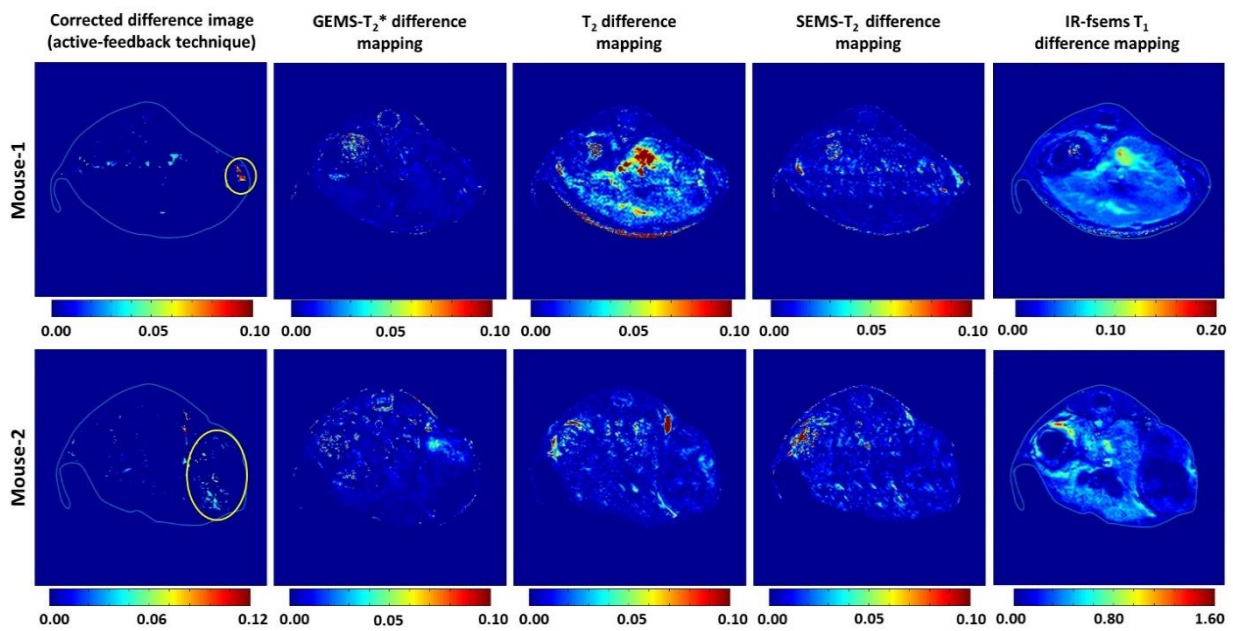 Corrected difference image
(active-feedback technique)
GEMS-T₂* difference
mapping
T₂ difference
mapping
SEMS-T₂ difference
mapping
IR-fsems T₁
difference mapping
Mouse-1
0.00 0.05 0.10
0.00 0.05 0.10
0.00 0.05 0.10
0.00 0.05 0.10
0.00 0.10 0.20
Mouse-2
0.00 0.06 0.12
0.00 0.05 0.10
0.00 0.05 0.10
0.00 0.05 0.10
0.00 0.80 1.60